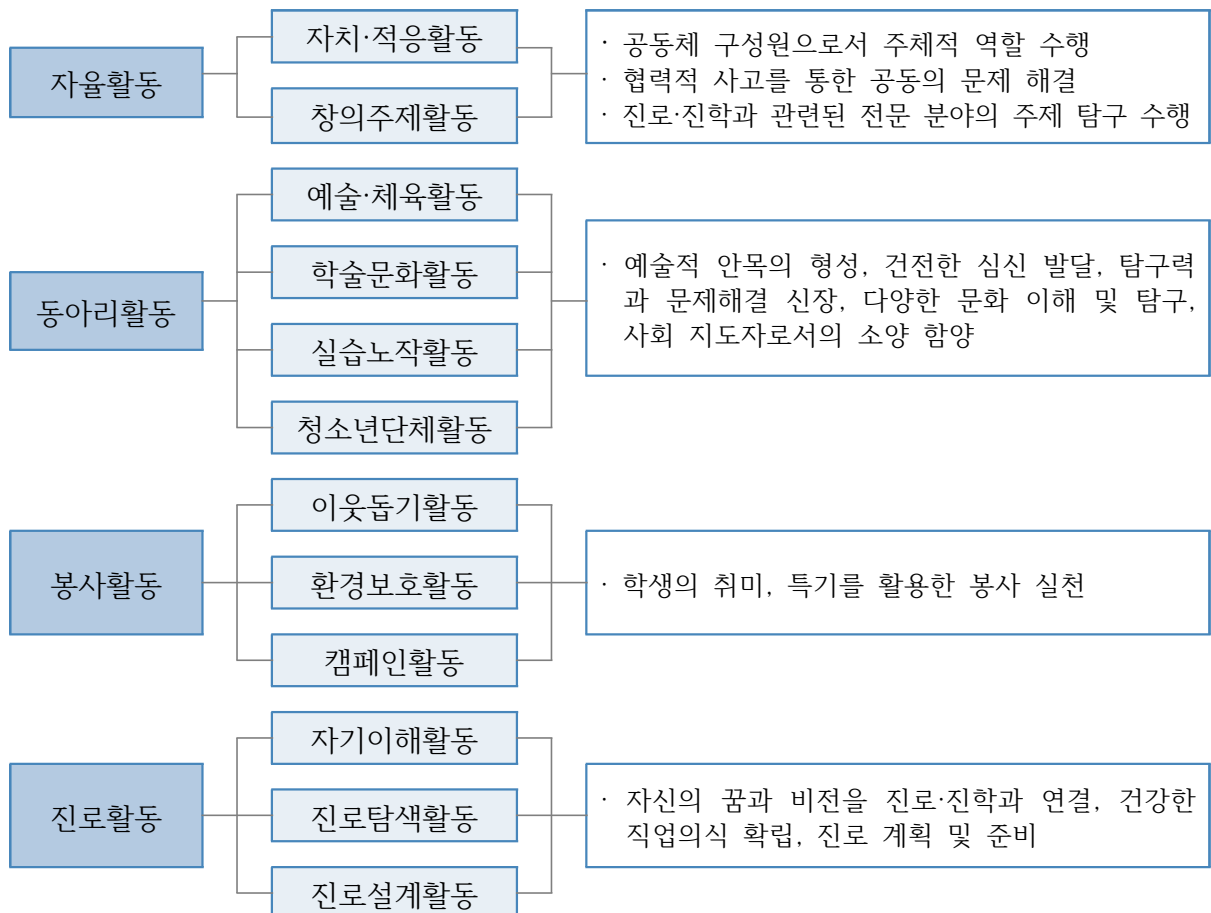 자율활동
자치·적응활동
창의주제활동
· 공동체 구성원으로서 주체적 역할 수행
· 협력적 사고를 통한 공동의 문제 해결
· 진로·진학과 관련된 전문 분야의 주제 탐구 수행
동아리활동
예술·체육활동
학술문화활동
실습노작활동
청소년단체활동
· 예술적 안목의 형성, 건전한 심신 발달, 탐구력
과 문제해결 신장, 다양한 문화 이해 및 탐구,
사회 지도자로서의 소양 함양
봉사활동
이웃돕기활동
환경보호활동
캠페인활동
· 학생의 취미, 특기를 활용한 봉사 실천
진로활동
자기이해활동
진로탐색활동
진로설계활동
· 자신의 꿈과 비전을 진로·진학과 연결, 건강한
직업의식 확립, 진로 계획 및 준비